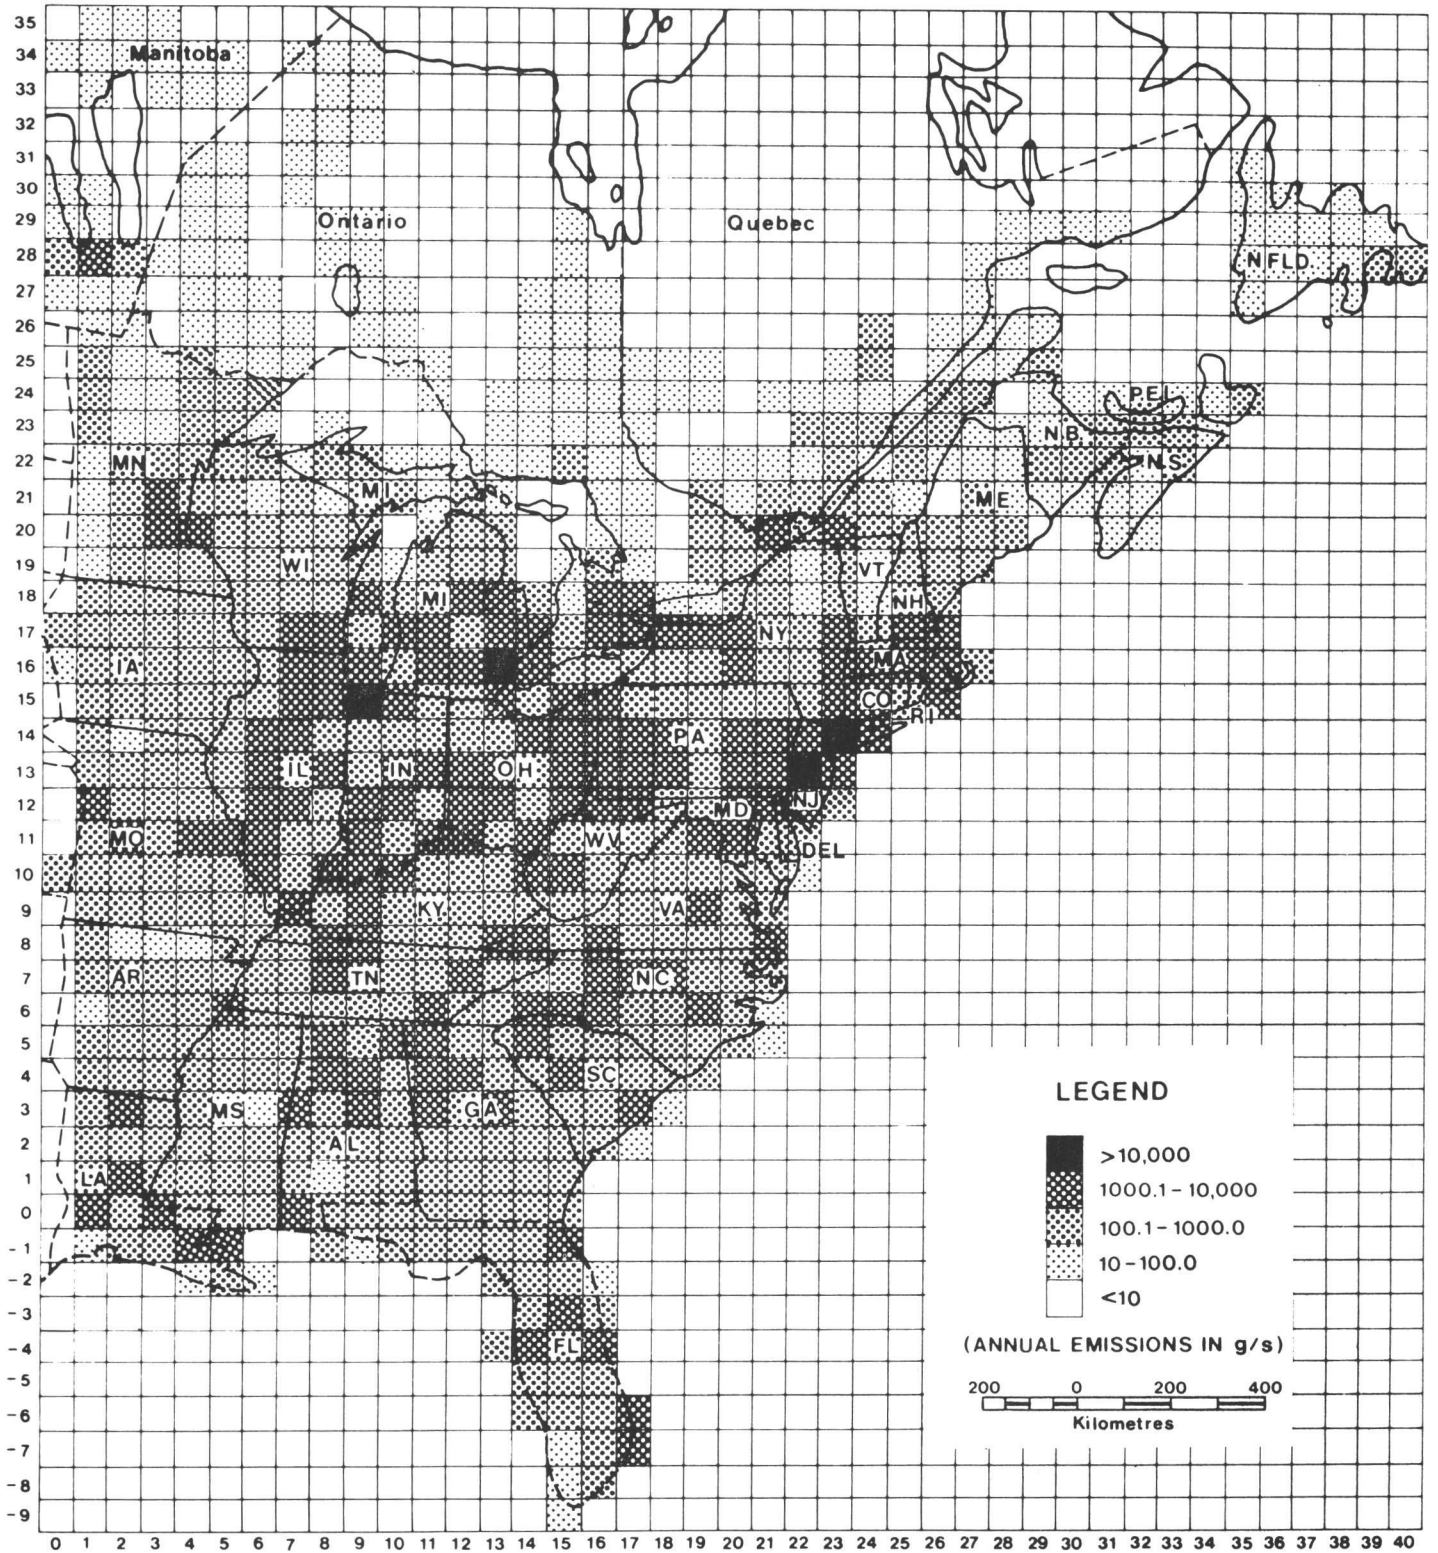 35
34 Manitoba
33
32
31
30
29 Ontario Quebec
28 NFLD
27
26
25
24 P.E.I.
23 N.B.
22 MN N.S.
21 MI ME
20
19 WI VT
18 MI NH
17 NY
16 IA MA
15 CO
RI
14 PA
13 IL IN OH
12 MD NJ
11 MO WV
DEL
10
9 KY VA
8
7 AR TN NC
6
5
4 SC
3 MS GA
2 AL
1 LA
0
-1
-2
-3
-4 FL
-5
-6
-7
-8
-9
0 1 2 3 4 5 6 7 8 9 10 11 12 13 14 15 16 17 18 19 20 21 22 23 24 25 26 27 28 29 30 31 32 33 34 35 36 37 38 39 40
LEGEND
>10,000
1000.1-10,000
100.1-1000.0
10-100.0
<10
(ANNUAL EMISSIONS IN g/s)
200 0 200 400
Kilometres